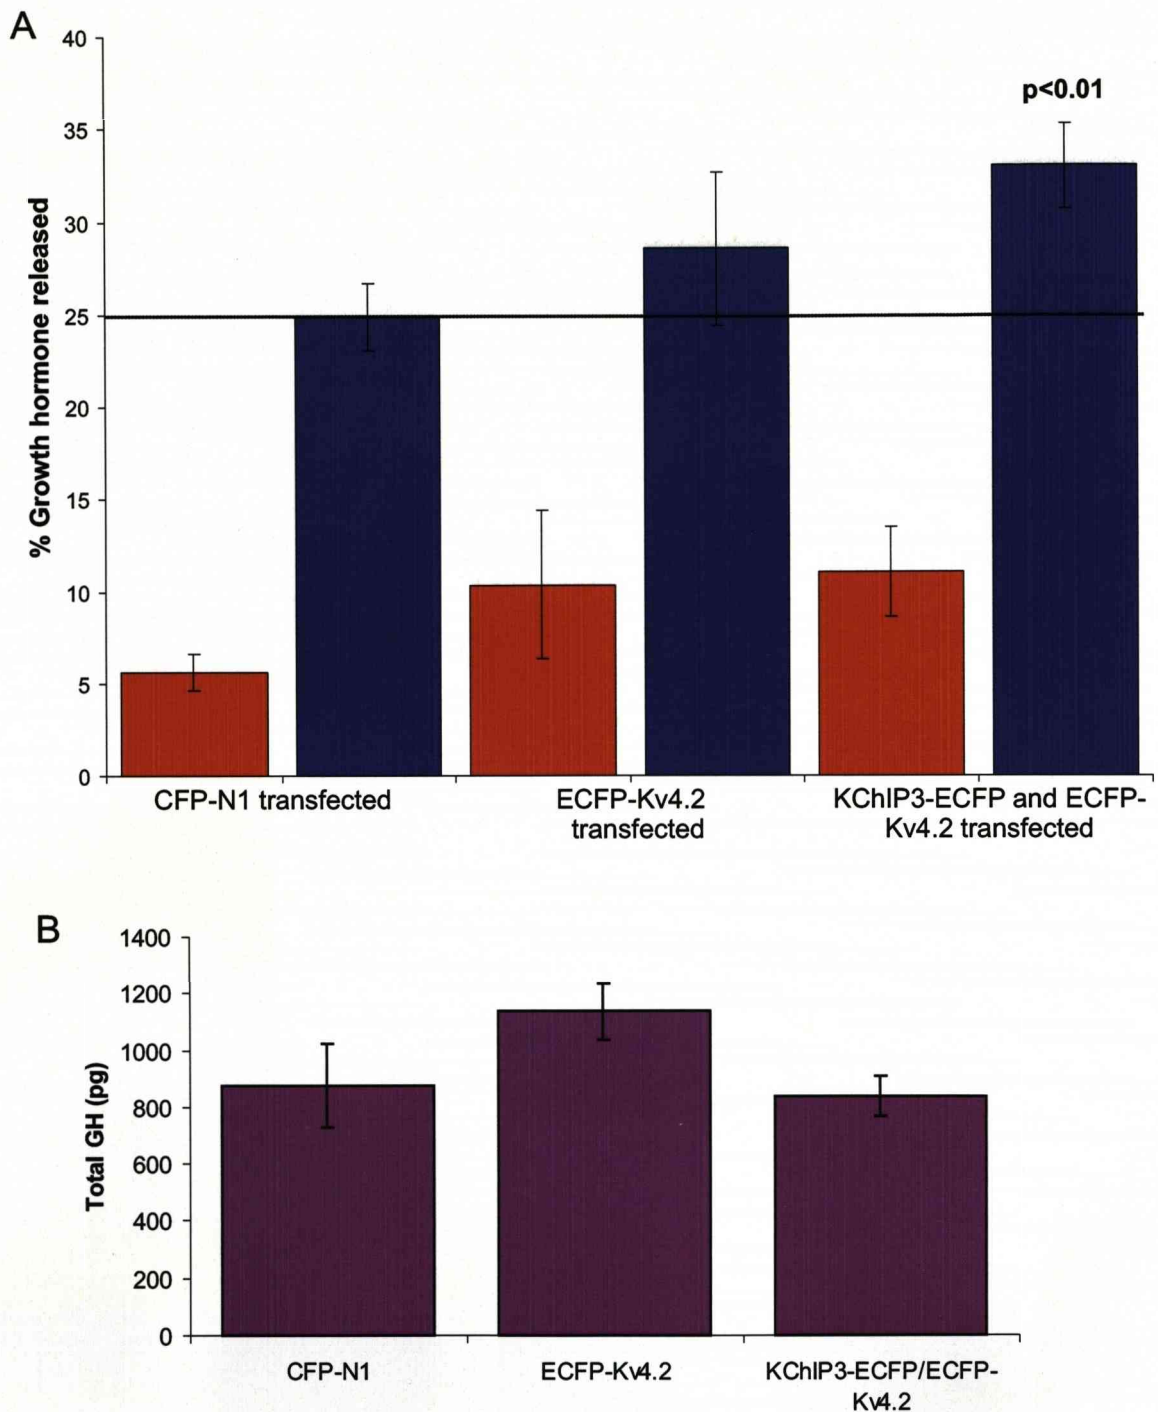 A
% Growth hormone released
40
35
30
25
20
15
10
5
0
p<0.01
CFP-N1 transfected
ECFP-Kv4.2
transfected
KChIP3-ECFP and ECFP-
Kv4.2 transfected
B
Total GH (pg)
1400
1200
1000
800
600
400
200
0
CFP-N1
ECFP-Kv4.2
KChIP3-ECFP/ECFP-
Kv4.2